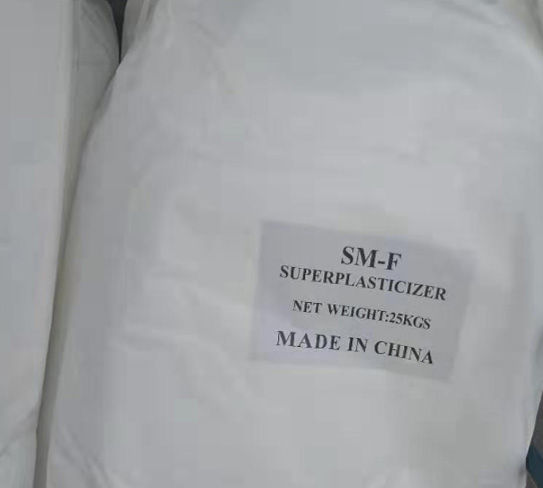 SM-F
SUPERPLASTICIZER
NET WEIGHT:25KGS
MADE IN CHINA